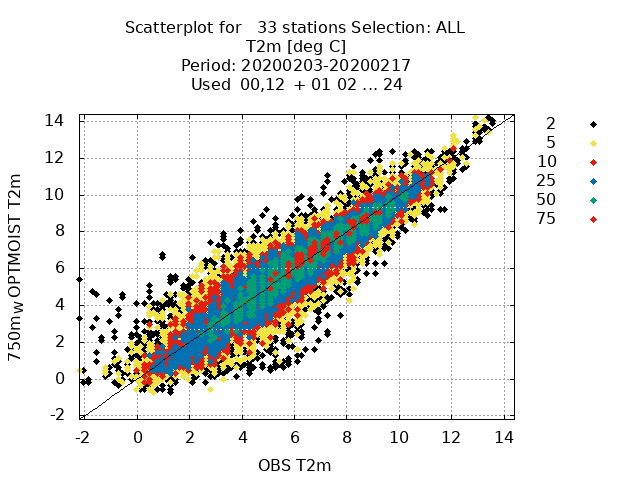 Scatterplot for 33 stations Selection: ALL
T2m [deg C]
Period: 20200203-20200217
Used 00,12 + 01 02 ... 24
750mW OPTMOIST T2m
14
12
10
8
6
4
2
0
-2
-2 0 2 4 6 8 10 12 14
OBS T2m
2
5
10
25
50
75